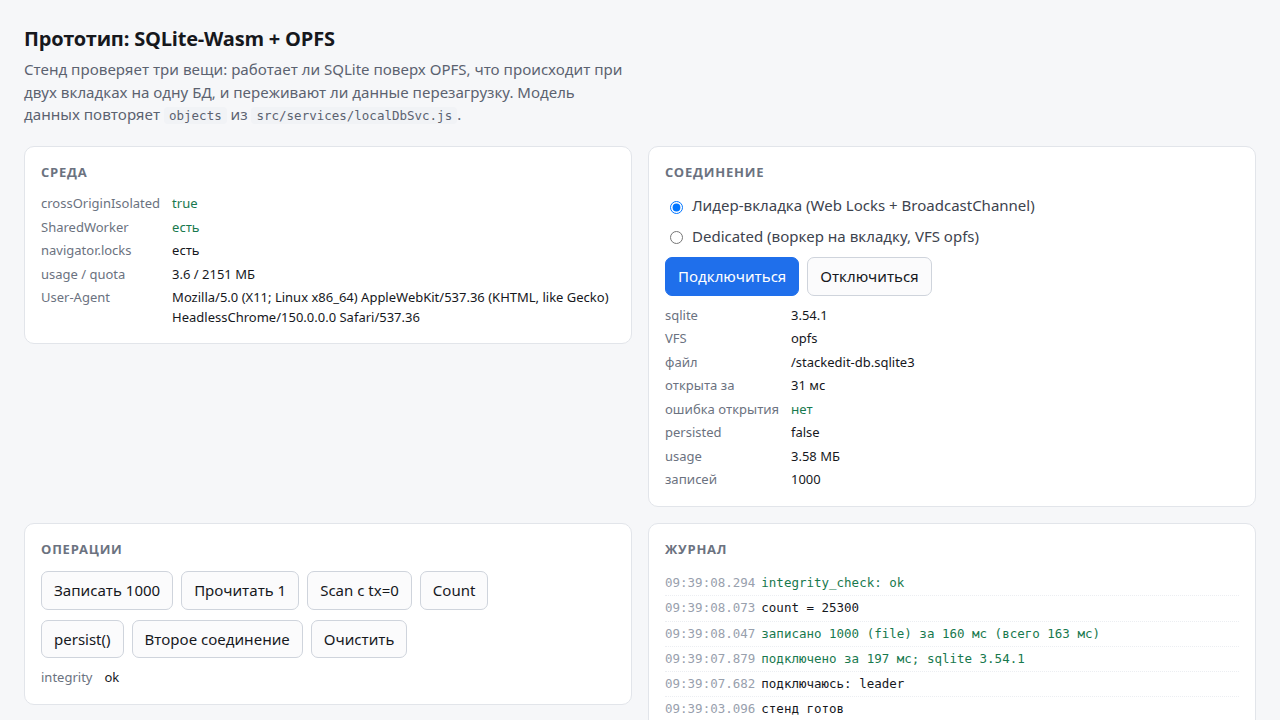 Прототип: SQLite-Wasm + OPFS
Стенд проверяет три вещи: работает ли SQLite поверх OPFS, что происходит при
двух вкладках на одну БД, и переживают ли данные перезагрузку. Модель
данных повторяет objects из src/services/localDbSvc.js.
СРЕДА
crossOriginIsolated true
SharedWorker есть
navigator.locks есть
usage / quota 3.6 / 2151 МБ
User-Agent Mozilla/5.0 (X11; Linux x86_64) AppleWebKit/537.36 (KHTML, like Gecko)
HeadlessChrome/150.0.0.0 Safari/537.36
СОЕДИНЕНИЕ
Лидер-вкладка (Web Locks + BroadcastChannel)
Dedicated (воркер на вкладку, VFS opfs)
Подключиться Отключиться
sqlite 3.54.1
VFS opfs
файл /stackedit-db.sqlite3
открыта за 31 мс
ошибка открытия нет
persisted false
usage 3.58 МБ
записей 1000
ОПЕРАЦИИ
Записать 1000 Прочитать 1 Scan с tx=0 Count
persist() Второе соединение Очистить
integrity ok
ЖУРНАЛ
09:39:08.294 integrity_check: ok
09:39:08.073 count = 25300
09:39:08.047 записано 1000 (file) за 160 мс (всего 163 мс)
09:39:07.879 подключено за 197 мс; sqlite 3.54.1
09:39:07.682 подключаюсь: leader
09:39:03.096 стенд готов